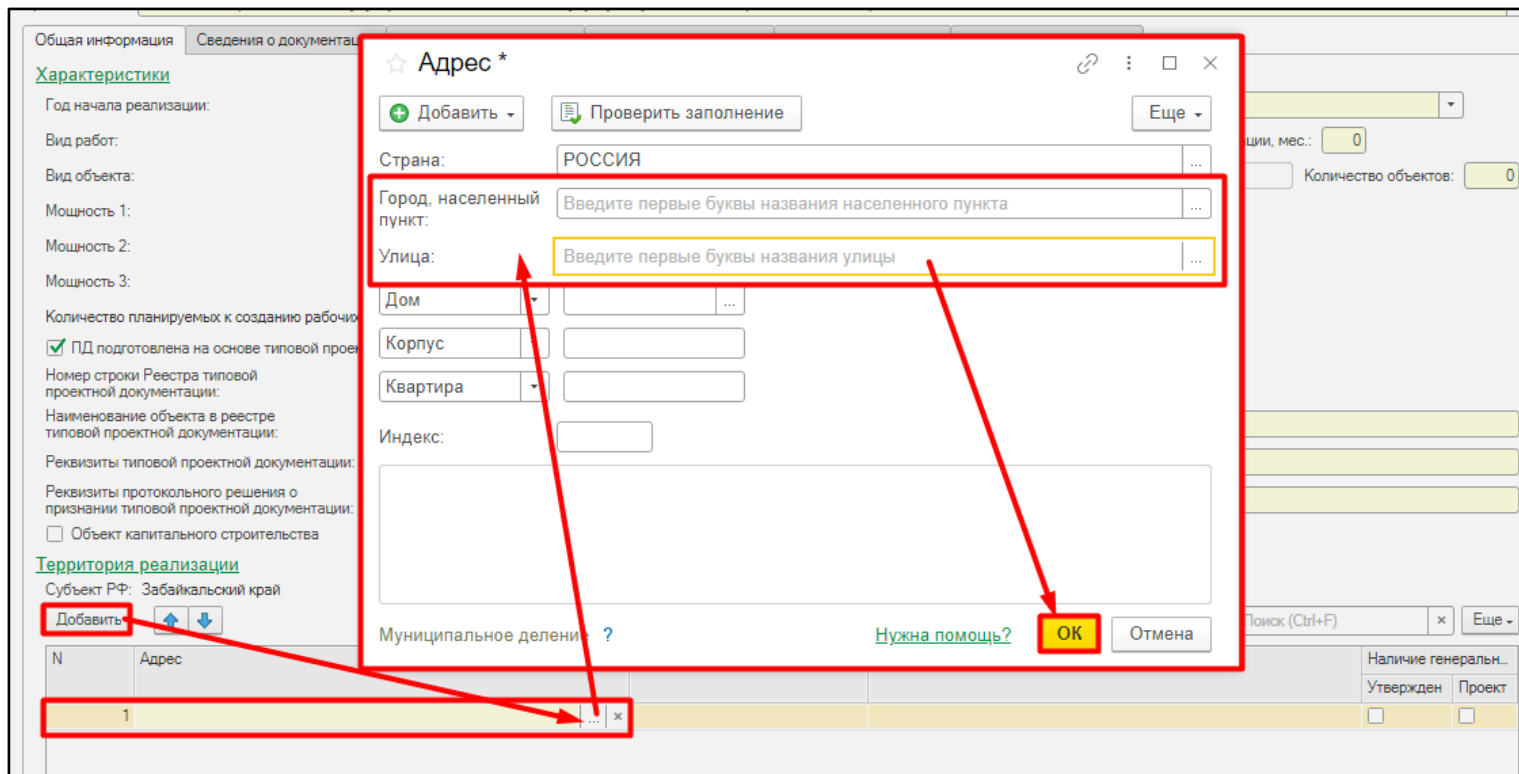 Общая информация
Сведения о документац
Характеристики
Год начала реализации:
Вид работ:
Вид объекта:
Мощность 1:
Мощность 2:
Мощность 3:
Количество планируемых к созданию рабочих
ПД подготовлена на основе типовой проек
Номер строки Реестра типовой
проектной документации:
Наименование объекта в реестре
типовой проектной документации:
Реквизиты типовой проектной документации:
Реквизиты протокольного решения о
признании типовой проектной документации:
Объект капитального строительства
Территория реализации
Субъект РФ: Забайкальский край
Добавить
Адрес *
Добавить
Проверить заполнение
Еще
Страна:
РОССИЯ
...
Город, населенный
пункт:
Введите первые буквы названия населенного пункта
...
Улица:
Введите первые буквы названия улицы
...
Дом
...
Корпус
Квартира
Индекс:
Муниципальное деление ?
Нужна помощь?
ОК
Отмена
ции, мес.: 0
Количество объектов: 0
Поиск (Ctrl+F)
×
Еще
N
Адрес
Наличие генеральн...
Утвержден
Проект
1
...
×